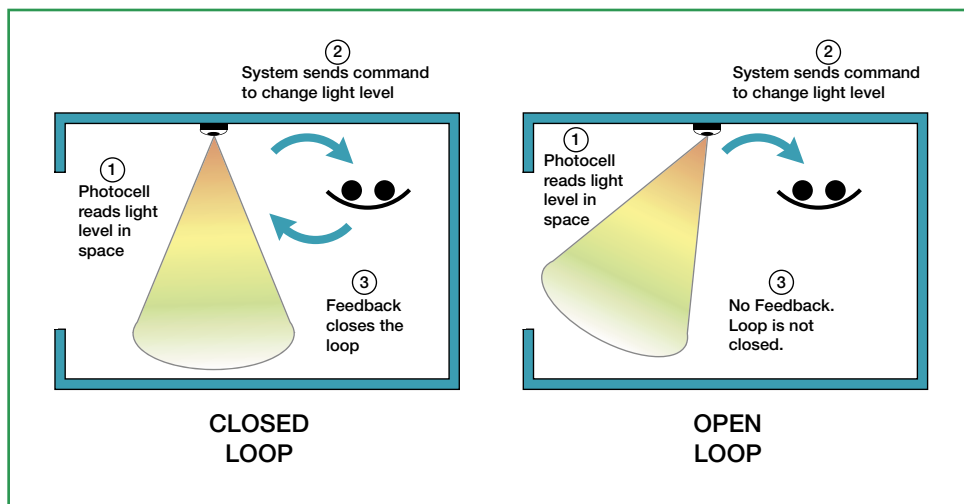 2
System sends command
to change light level
1
Photocell
reads light
level in
space
3
Feedback
closes the
loop
CLOSED
LOOP
2
System sends command
to change light level
1
Photocell
reads light
level in
space
3
No Feedback.
Loop is not
closed.
OPEN
LOOP